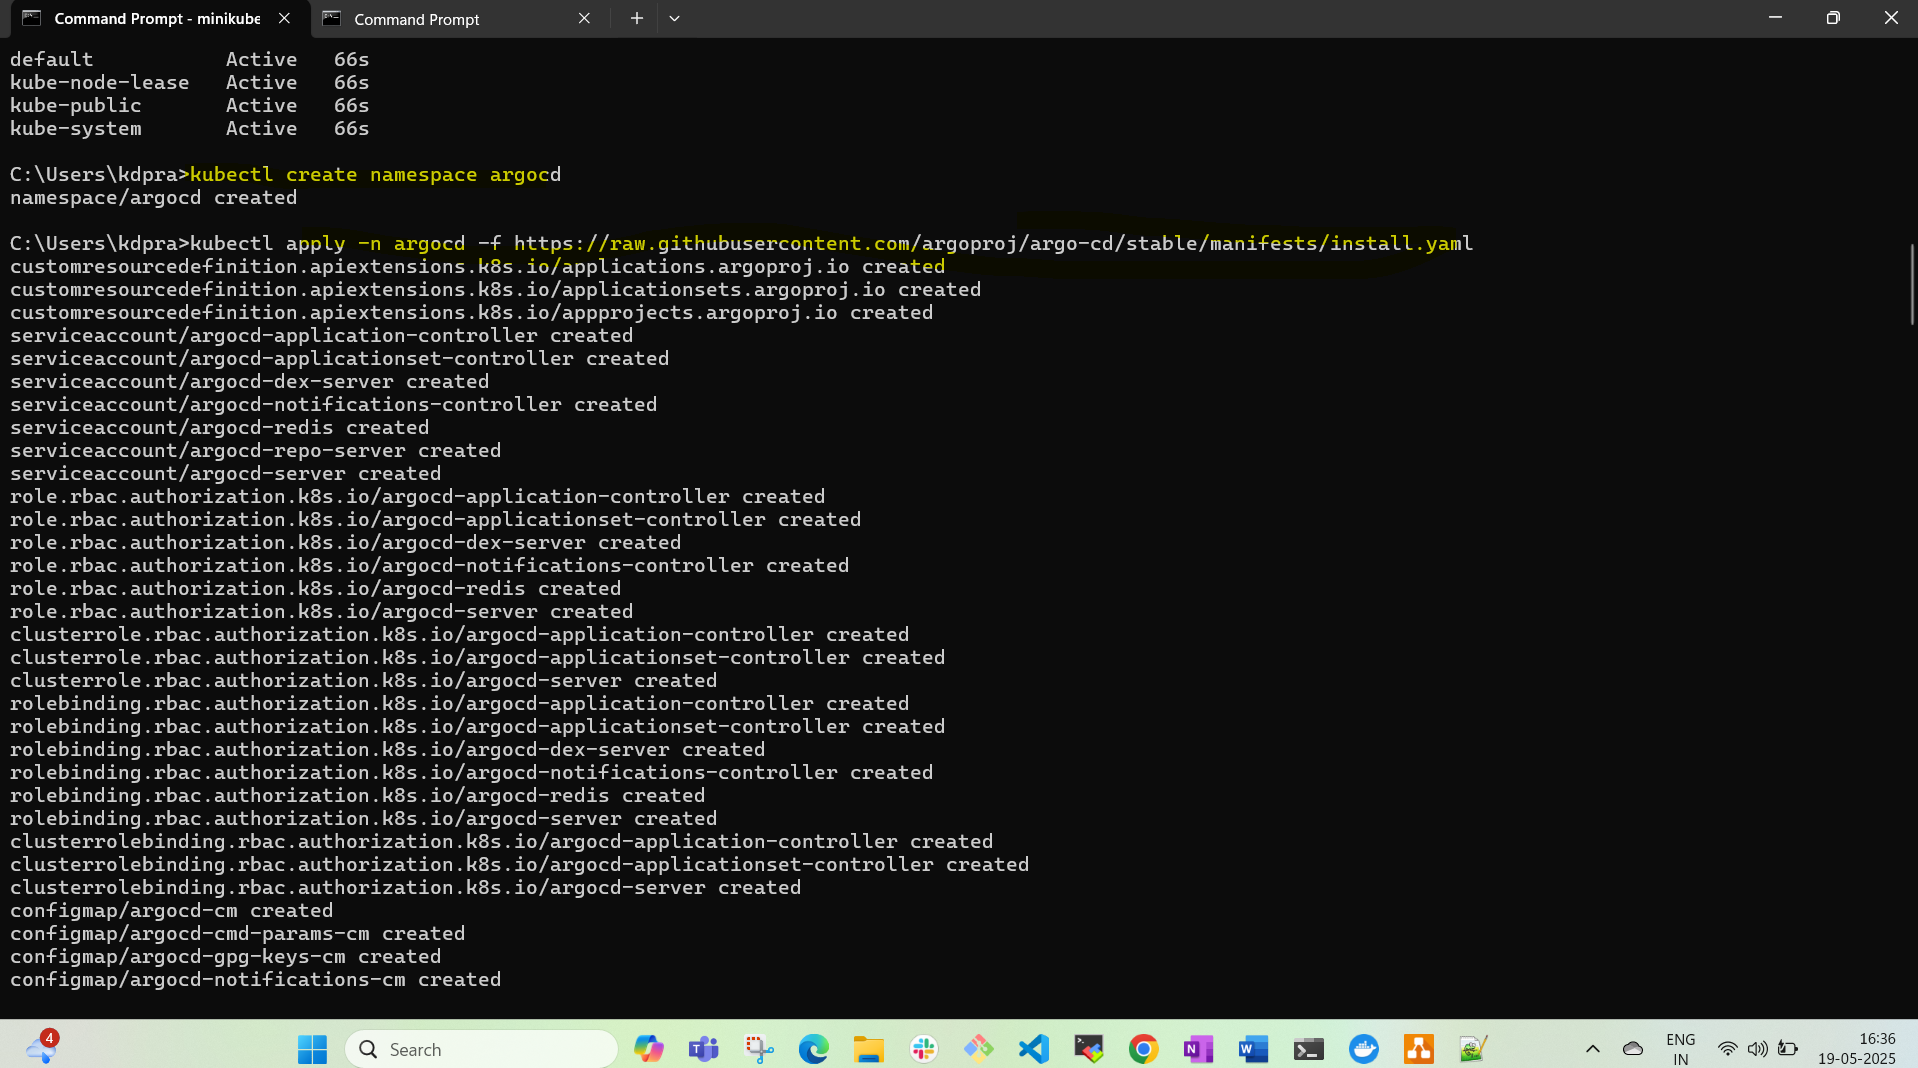 Command Prompt - minikube
Command Prompt
default           Active   66s
kube-node-lease   Active   66s
kube-public       Active   66s
kube-system       Active   66s
C:\Users\kdpra>kubectl create namespace argocd
namespace/argocd created
C:\Users\kdpra>kubectl apply -n argocd -f https://raw.githubusercontent.com/argoproj/argo-cd/stable/manifests/install.yaml
customresourcedefinition.apiextensions.k8s.io/applications.argoproj.io created
customresourcedefinition.apiextensions.k8s.io/applicationsets.argoproj.io created
customresourcedefinition.apiextensions.k8s.io/appprojects.argoproj.io created
serviceaccount/argocd-application-controller created
serviceaccount/argocd-applicationset-controller created
serviceaccount/argocd-dex-server created
serviceaccount/argocd-notifications-controller created
serviceaccount/argocd-redis created
serviceaccount/argocd-repo-server created
serviceaccount/argocd-server created
role.rbac.authorization.k8s.io/argocd-application-controller created
role.rbac.authorization.k8s.io/argocd-applicationset-controller created
role.rbac.authorization.k8s.io/argocd-dex-server created
role.rbac.authorization.k8s.io/argocd-notifications-controller created
role.rbac.authorization.k8s.io/argocd-redis created
role.rbac.authorization.k8s.io/argocd-server created
clusterrole.rbac.authorization.k8s.io/argocd-application-controller created
clusterrole.rbac.authorization.k8s.io/argocd-applicationset-controller created
clusterrole.rbac.authorization.k8s.io/argocd-server created
rolebinding.rbac.authorization.k8s.io/argocd-application-controller created
rolebinding.rbac.authorization.k8s.io/argocd-applicationset-controller created
rolebinding.rbac.authorization.k8s.io/argocd-dex-server created
rolebinding.rbac.authorization.k8s.io/argocd-notifications-controller created
rolebinding.rbac.authorization.k8s.io/argocd-redis created
rolebinding.rbac.authorization.k8s.io/argocd-server created
clusterrolebinding.rbac.authorization.k8s.io/argocd-application-controller created
clusterrolebinding.rbac.authorization.k8s.io/argocd-applicationset-controller created
clusterrolebinding.rbac.authorization.k8s.io/argocd-server created
configmap/argocd-cm created
configmap/argocd-cmd-params-cm created
configmap/argocd-gpg-keys-cm created
configmap/argocd-notifications-cm created
4
Search
ENG
IN
16:36
19-05-2025